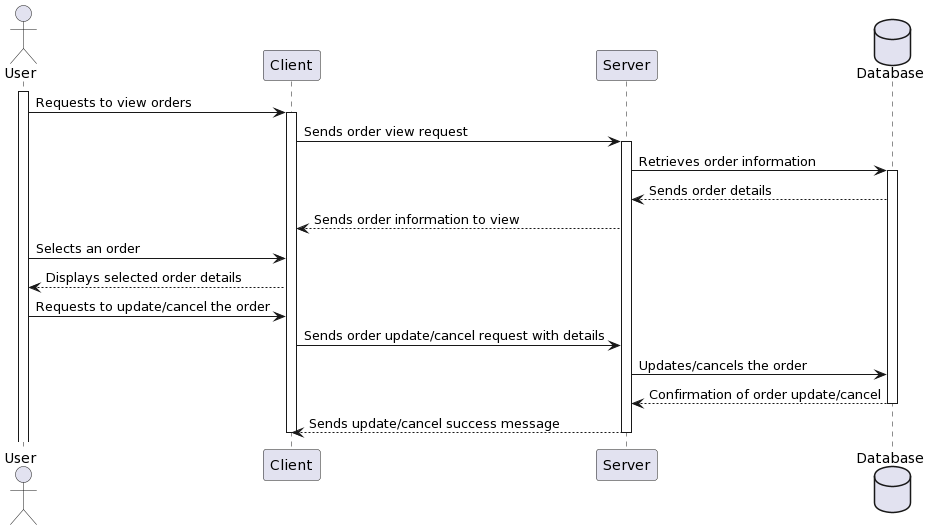 User
Client
Server
Database
Requests to view orders
Sends order view request
Retrieves order information
Sends order details
Sends order information to view
Selects an order
Displays selected order details
Requests to update/cancel the order
Sends order update/cancel request with details
Updates/cancels the order
Confirmation of order update/cancel
Sends update/cancel success message
User
Client
Server
Database